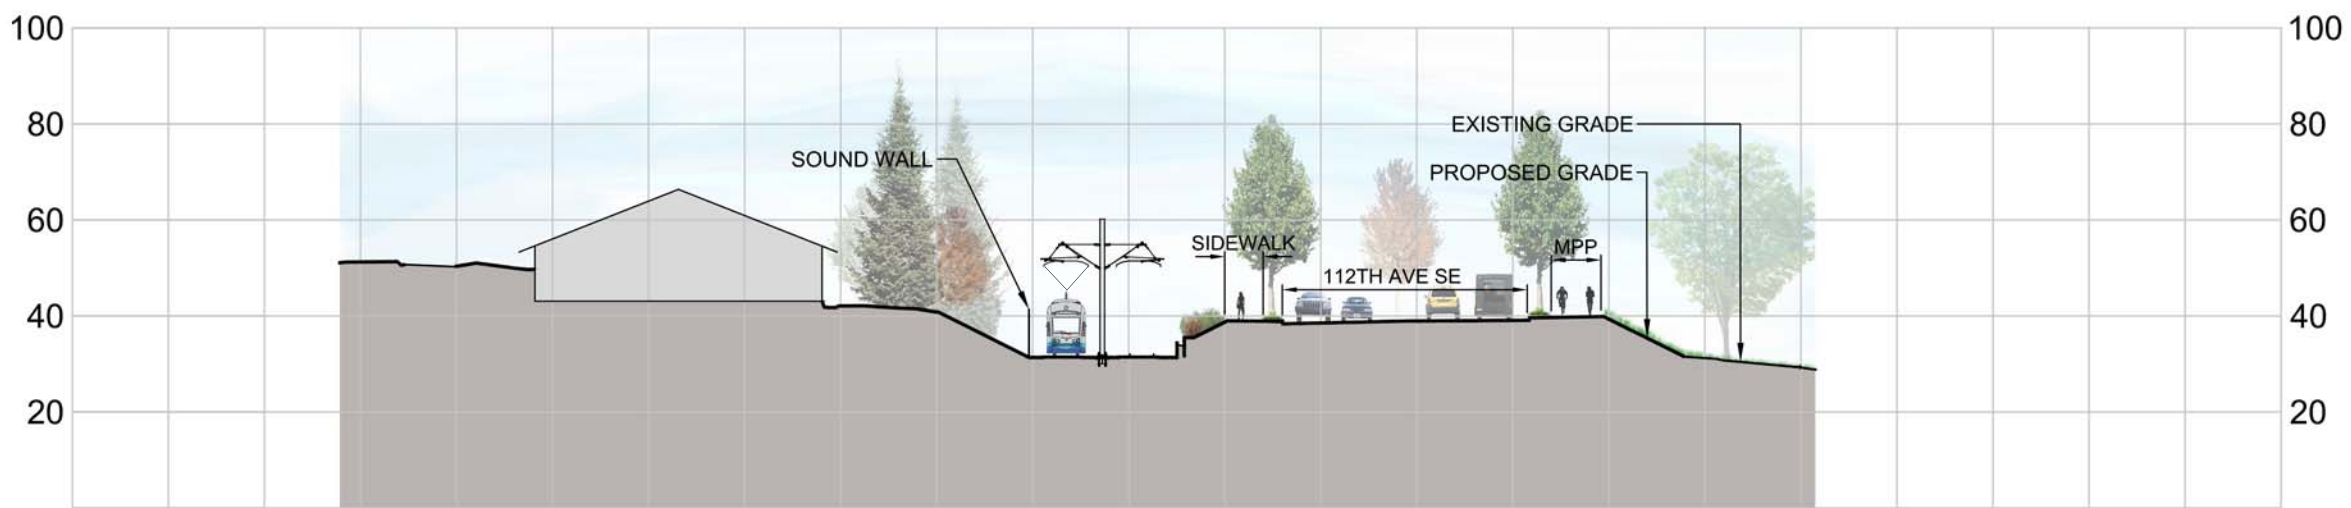 100
100
80
EXISTING GRADE
80
SOUND WALL
PROPOSED GRADE
60
60
SIDEWALK
MPP
112TH AVE SE
40
40
20
20